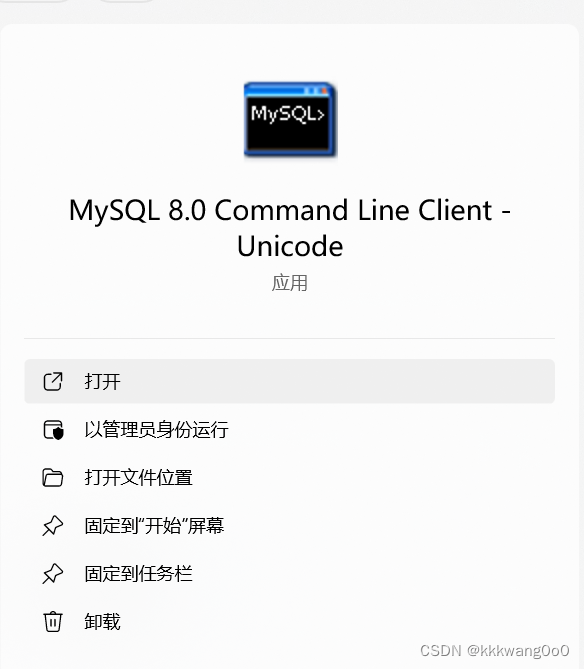 MySQL>
MySQL 8.0 Command Line Client -
Unicode
应用
打开
以管理员身份运行
打开文件位置
固定到“开始”屏幕
固定到任务栏
卸载
CSDN @kkkwang0o0